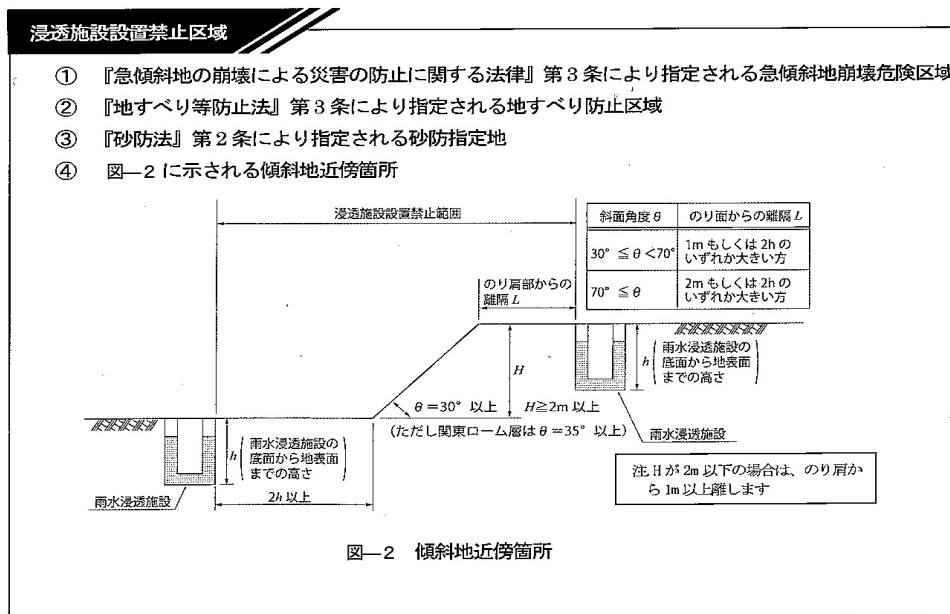 浸透施設設置禁止区域
① 『急傾斜地の崩壊による災害の防止に関する法律』第3条により指定される急傾斜地崩壊危険区域
② 『地すべり等防止法』第3条により指定される地すべり防止区域
③ 『砂防法』第2条により指定される砂防指定地
④ 図―2に示される傾斜地近傍箇所
浸透施設設置禁止範囲
斜面角度θ のり面からの離隔L
30° ≦θ<70° 1mもしくは2hの
いずれか大きい方
70° ≦θ 2mもしくは2hの
いずれか大きい方
のり肩部からの
離隔L
H
h
雨水浸透施設の
底面から地表面
までの高さ
θ=30° 以上
H≧2m以上
(ただし関東ローム層はθ=35° 以上)
雨水浸透施設
h
雨水浸透施設の
底面から地表面
までの高さ
雨水浸透施設
2h以上
注.Hが2m以下の場合は、のり肩か
ら1m以上離します
図―2 傾斜地近傍箇所